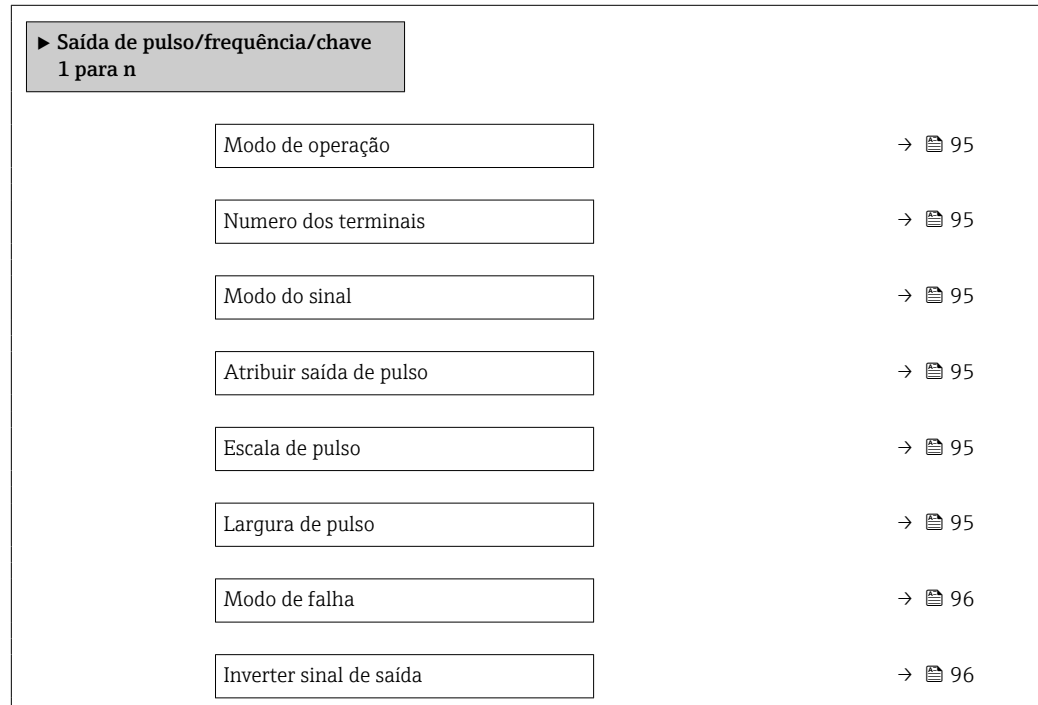 ► Saída de pulso/frequência/chave
1 para n
Modo de operação → 95
Numero dos terminais → 95
Modo do sinal → 95
Atribuir saída de pulso → 95
Escala de pulso → 95
Largura de pulso → 95
Modo de falha → 96
Inverter sinal de saída → 96